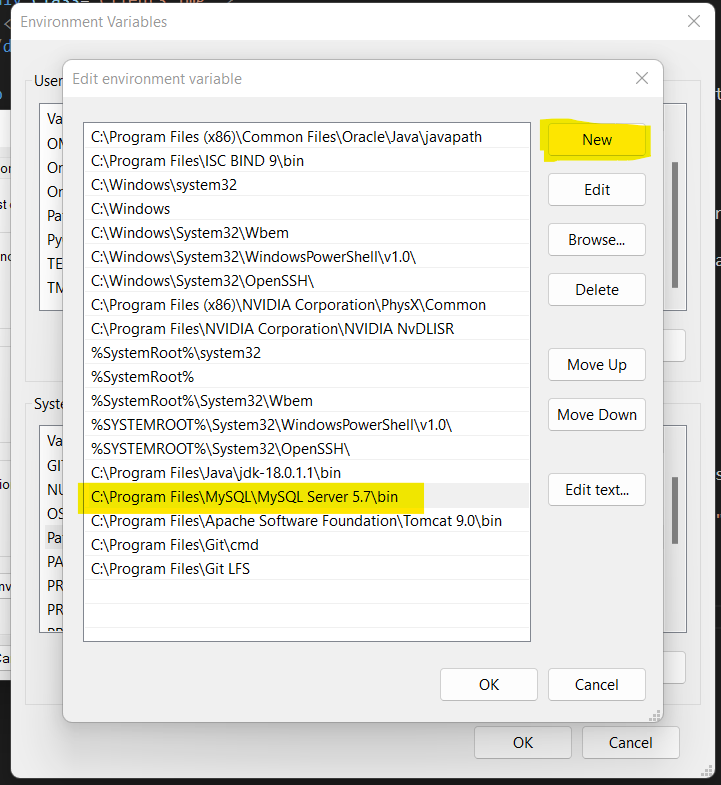 Environment Variables
Edit environment variable
User
Va
OM
On
On
Pa
Py
TE
TM
C:\Program Files (x86)\Common Files\Oracle\Java\javapath
C:\Program Files\ISC BIND 9\bin
C:\Windows\system32
C:\Windows
C:\Windows\System32\Wbem
C:\Windows\System32\WindowsPowerShell\v1.0\
C:\Windows\System32\OpenSSH\
C:\Program Files (x86)\NVIDIA Corporation\PhysX\Common
C:\Program Files\NVIDIA Corporation\NVIDIA NvDLISR
%SystemRoot%\system32
%SystemRoot%
%SystemRoot%\System32\Wbem
%SYSTEMROOT%\System32\WindowsPowerShell\v1.0\
%SYSTEMROOT%\System32\OpenSSH\
C:\Program Files\Java\jdk-18.0.1.1\bin
C:\Program Files\MySQL\MySQL Server 5.7\bin
C:\Program Files\Apache Software Foundation\Tomcat 9.0\bin
C:\Program Files\Git\cmd
C:\Program Files\Git LFS
New
Edit
Browse...
Delete
Move Up
Move Down
Edit text...
Syste
Va
GIT
NU
OS
Pa
PA
PR
PR
OK
Cancel
OK
Cancel